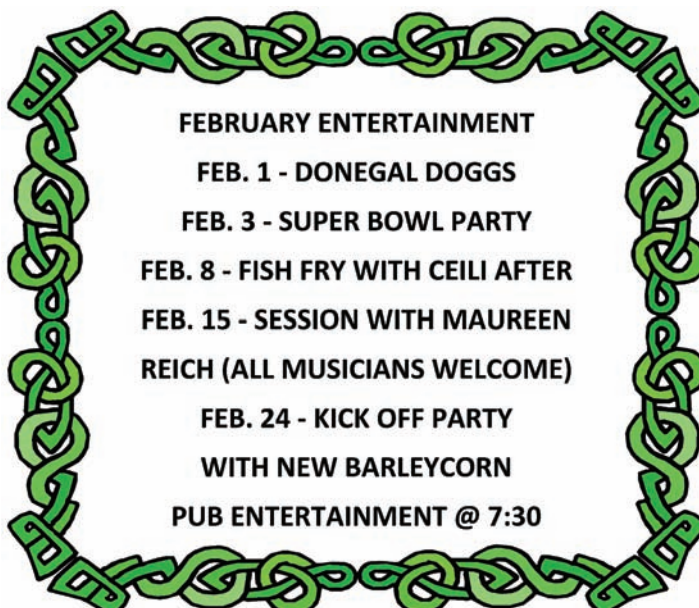 FEBRUARY ENTERTAINMENT
FEB. 1 - DONEGAL DOGGS
FEB. 3 - SUPER BOWL PARTY
FEB. 8 - FISH FRY WITH CEILI AFTER
FEB. 15 - SESSION WITH MAUREEN
REICH (ALL MUSICIANS WELCOME)
FEB. 24 - KICK OFF PARTY
WITH NEW BARLEYCORN
PUB ENTERTAINMENT @ 7:30